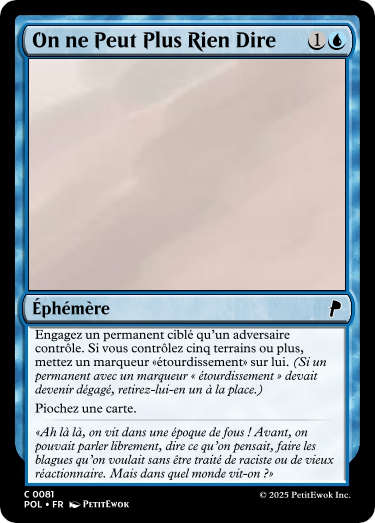 On ne Peut Plus Rien Dire 1
Éphémère
Engagez un permanent ciblé qu'un adversaire
contrôle. Si vous contrôlez cinq terrains ou plus,
mettez un marqueur «étourdissement» sur lui. (Si un
permanent avec un marqueur « étourdissement » devait
devenir dégagé, retirez-lui-en un à la place.)
Piochez une carte.
«Ah là là, on vit dans une époque de fous ! Avant, on
pouvait parler librement, dire ce qu'on pensait, faire les
blagues qu'on voulait sans être traité de raciste ou de vieux
réactionnaire. Mais dans quel monde vit-on ?»
C 0081
POL • FR PetitEwok © 2025 PetitEwok Inc.